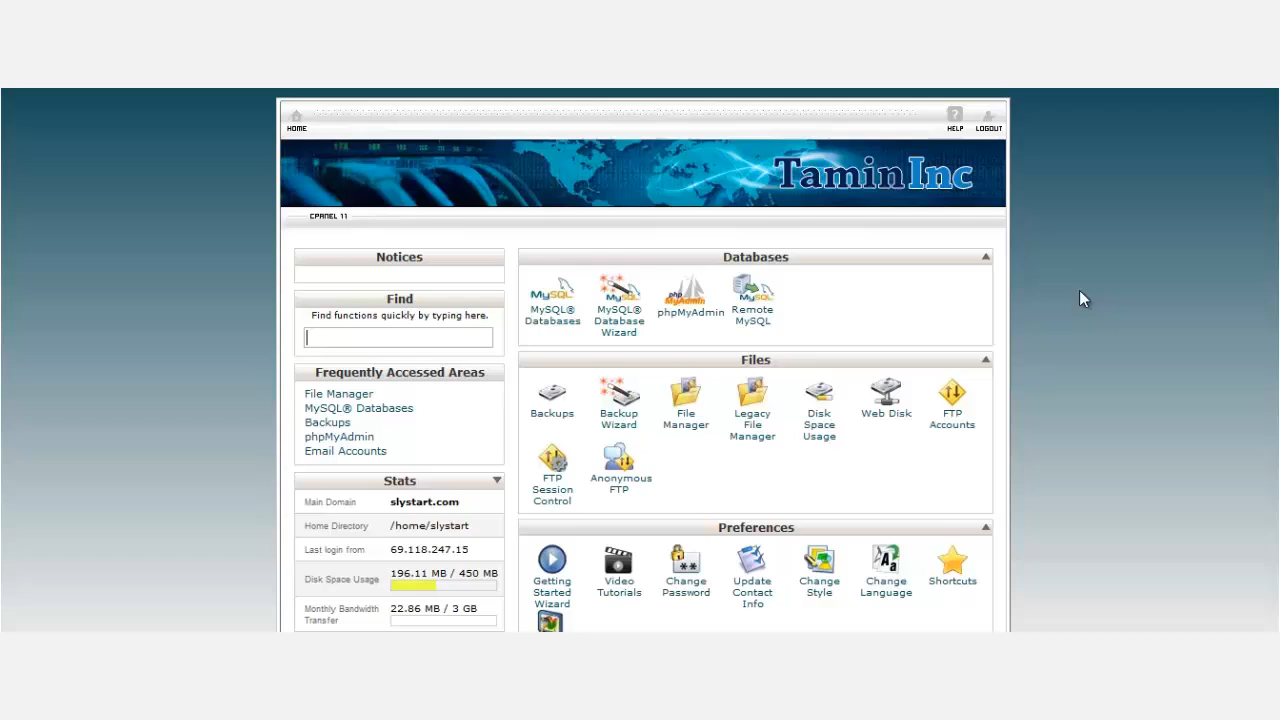 HOME
HELP
LOGOUT
TaminInc
CPANEL 11
Notices
Find
Find functions quickly by typing here.
Frequently Accessed Areas
File Manager
MySQL® Databases
Backups
phpMyAdmin
Email Accounts
Stats
Main Domain slystart.com
Home Directory /home/slystart
Last login from 69.118.247.15
Disk Space Usage 196.11 MB / 450 MB
Monthly Bandwidth
Transfer
22.86 MB / 3 GB
Databases
MySQL®
Databases
MySQL®
Database
Wizard
phpMyAdmin
Remote
MySQL
Files
Backups
Backup
Wizard
File
Manager
Legacy
File
Manager
Disk
Space
Usage
Web Disk
FTP
Accounts
FTP
Session
Control
Anonymous
FTP
Preferences
Getting
Started
Wizard
Video
Tutorials
Change
Password
Update
Contact
Info
Change
Style
Change
Language
Shortcuts